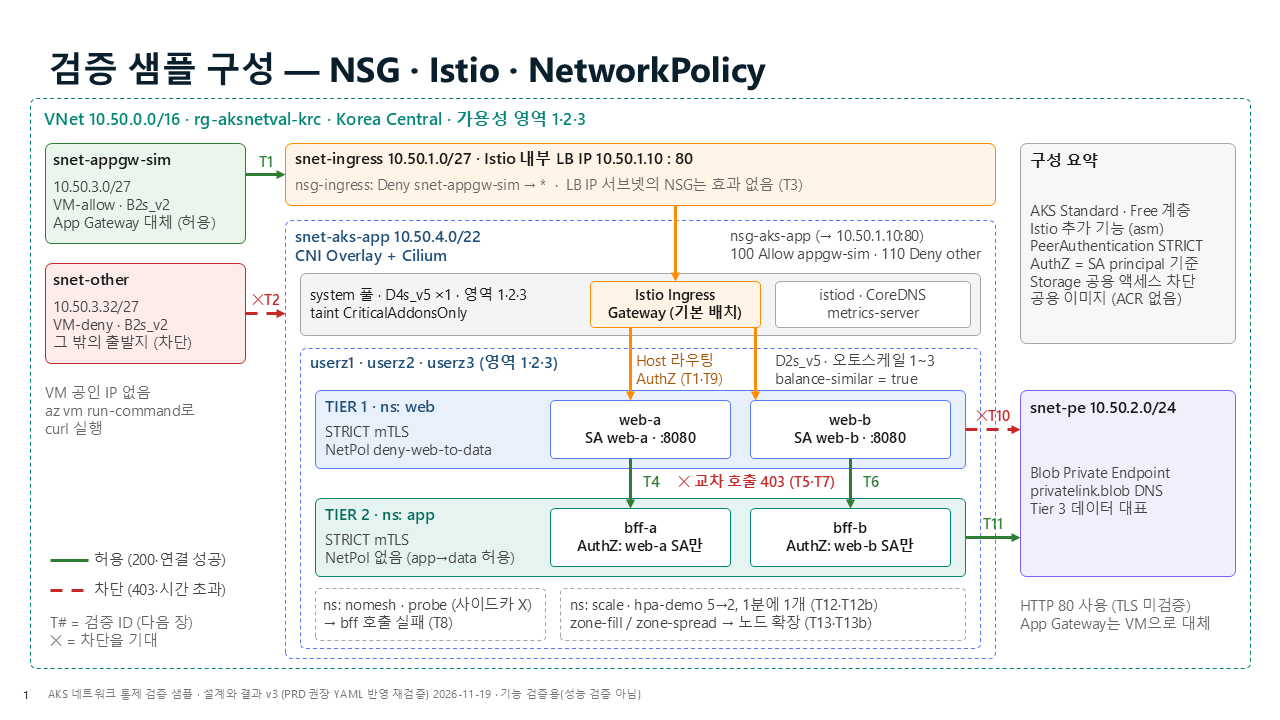 검증 샘플 구성 — NSG · Istio · NetworkPolicy
VNet 10.50.0.0/16 · rg-aksnetval-krc · Korea Central · 가용성 영역 1·2·3
snet-appgw-sim
10.50.3.0/27
VM-allow · B2s_v2
App Gateway 대체 (허용)
T1
snet-ingress 10.50.1.0/27 · Istio 내부 LB IP 10.50.1.10 : 80
nsg-ingress: Deny snet-appgw-sim → * · LB IP 서브넷의 NSG는 효과 없음 (T3)
snet-other
10.50.3.32/27
VM-deny · B2s_v2
그 밖의 출발지 (차단)
✕T2
VM 공인 IP 없음
az vm run-command로
curl 실행
snet-aks-app 10.50.4.0/22
CNI Overlay + Cilium
nsg-aks-app (→ 10.50.1.10:80)
100 Allow appgw-sim · 110 Deny other
system 풀 · D4s_v5 ×1 · 영역 1·2·3
taint CriticalAddonsOnly
Istio Ingress
Gateway (기본 배치)
istiod · CoreDNS
metrics-server
userz1 · userz2 · userz3 (영역 1·2·3)
Host 라우팅
AuthZ (T1·T9)
D2s_v5 · 오토스케일 1~3
balance-similar = true
TIER 1 · ns: web
STRICT mTLS
NetPol deny-web-to-data
web-a
SA web-a · :8080
web-b
SA web-b · :8080
✕T10
T4
✕ 교차 호출 403 (T5·T7)
T6
TIER 2 · ns: app
STRICT mTLS
NetPol 없음 (app→data 허용)
bff-a
AuthZ: web-a SA만
bff-b
AuthZ: web-b SA만
T11
ns: nomesh · probe (사이드카 X)
→ bff 호출 실패 (T8)
ns: scale · hpa-demo 5→2, 1분에 1개 (T12·T12b)
zone-fill / zone-spread → 노드 확장 (T13·T13b)
구성 요약
AKS Standard · Free 계층
Istio 추가 기능 (asm)
PeerAuthentication STRICT
AuthZ = SA principal 기준
Storage 공용 액세스 차단
공용 이미지 (ACR 없음)
snet-pe 10.50.2.0/24
Blob Private Endpoint
privatelink.blob DNS
Tier 3 데이터 대표
HTTP 80 사용 (TLS 미검증)
App Gateway는 VM으로 대체
허용 (200·연결 성공)
차단 (403·시간 초과)
T# = 검증 ID (다음 장)
✕ = 차단을 기대
1 AKS 네트워크 통제 검증 샘플 · 설계와 결과 v3 (PRD 권장 YAML 반영 재검증) 2026-11-19 · 기능 검증용(성능 검증 아님)